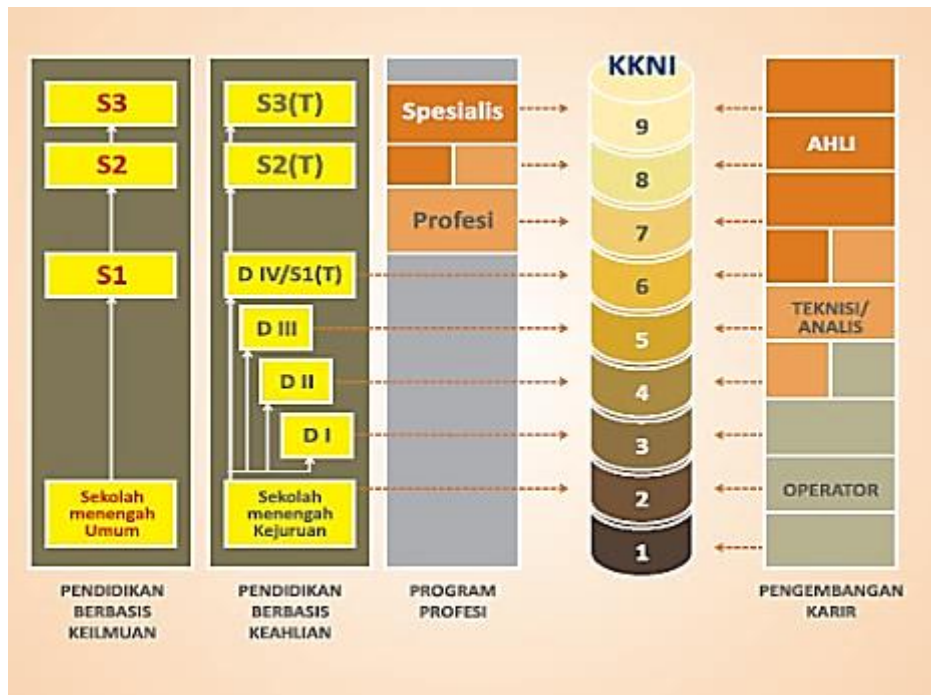 S3
S2
S1
Sekolah
menengah
Umum
PENDIDIKAN
BERBASIS
KEILMUAN
S3(T)
S2(T)
D IV/S1(T)
D III
D II
D I
Sekolah
menengah
Kejuruan
PENDIDIKAN
BERBASIS
KEAHLIAN
Spesialis
Profesi
PROGRAM
PROFESI
KKNI
9
8
7
6
5
4
3
2
1
AHLI
TEKNISI/
ANALIS
OPERATOR
PENGEMBANGAN
KARIR